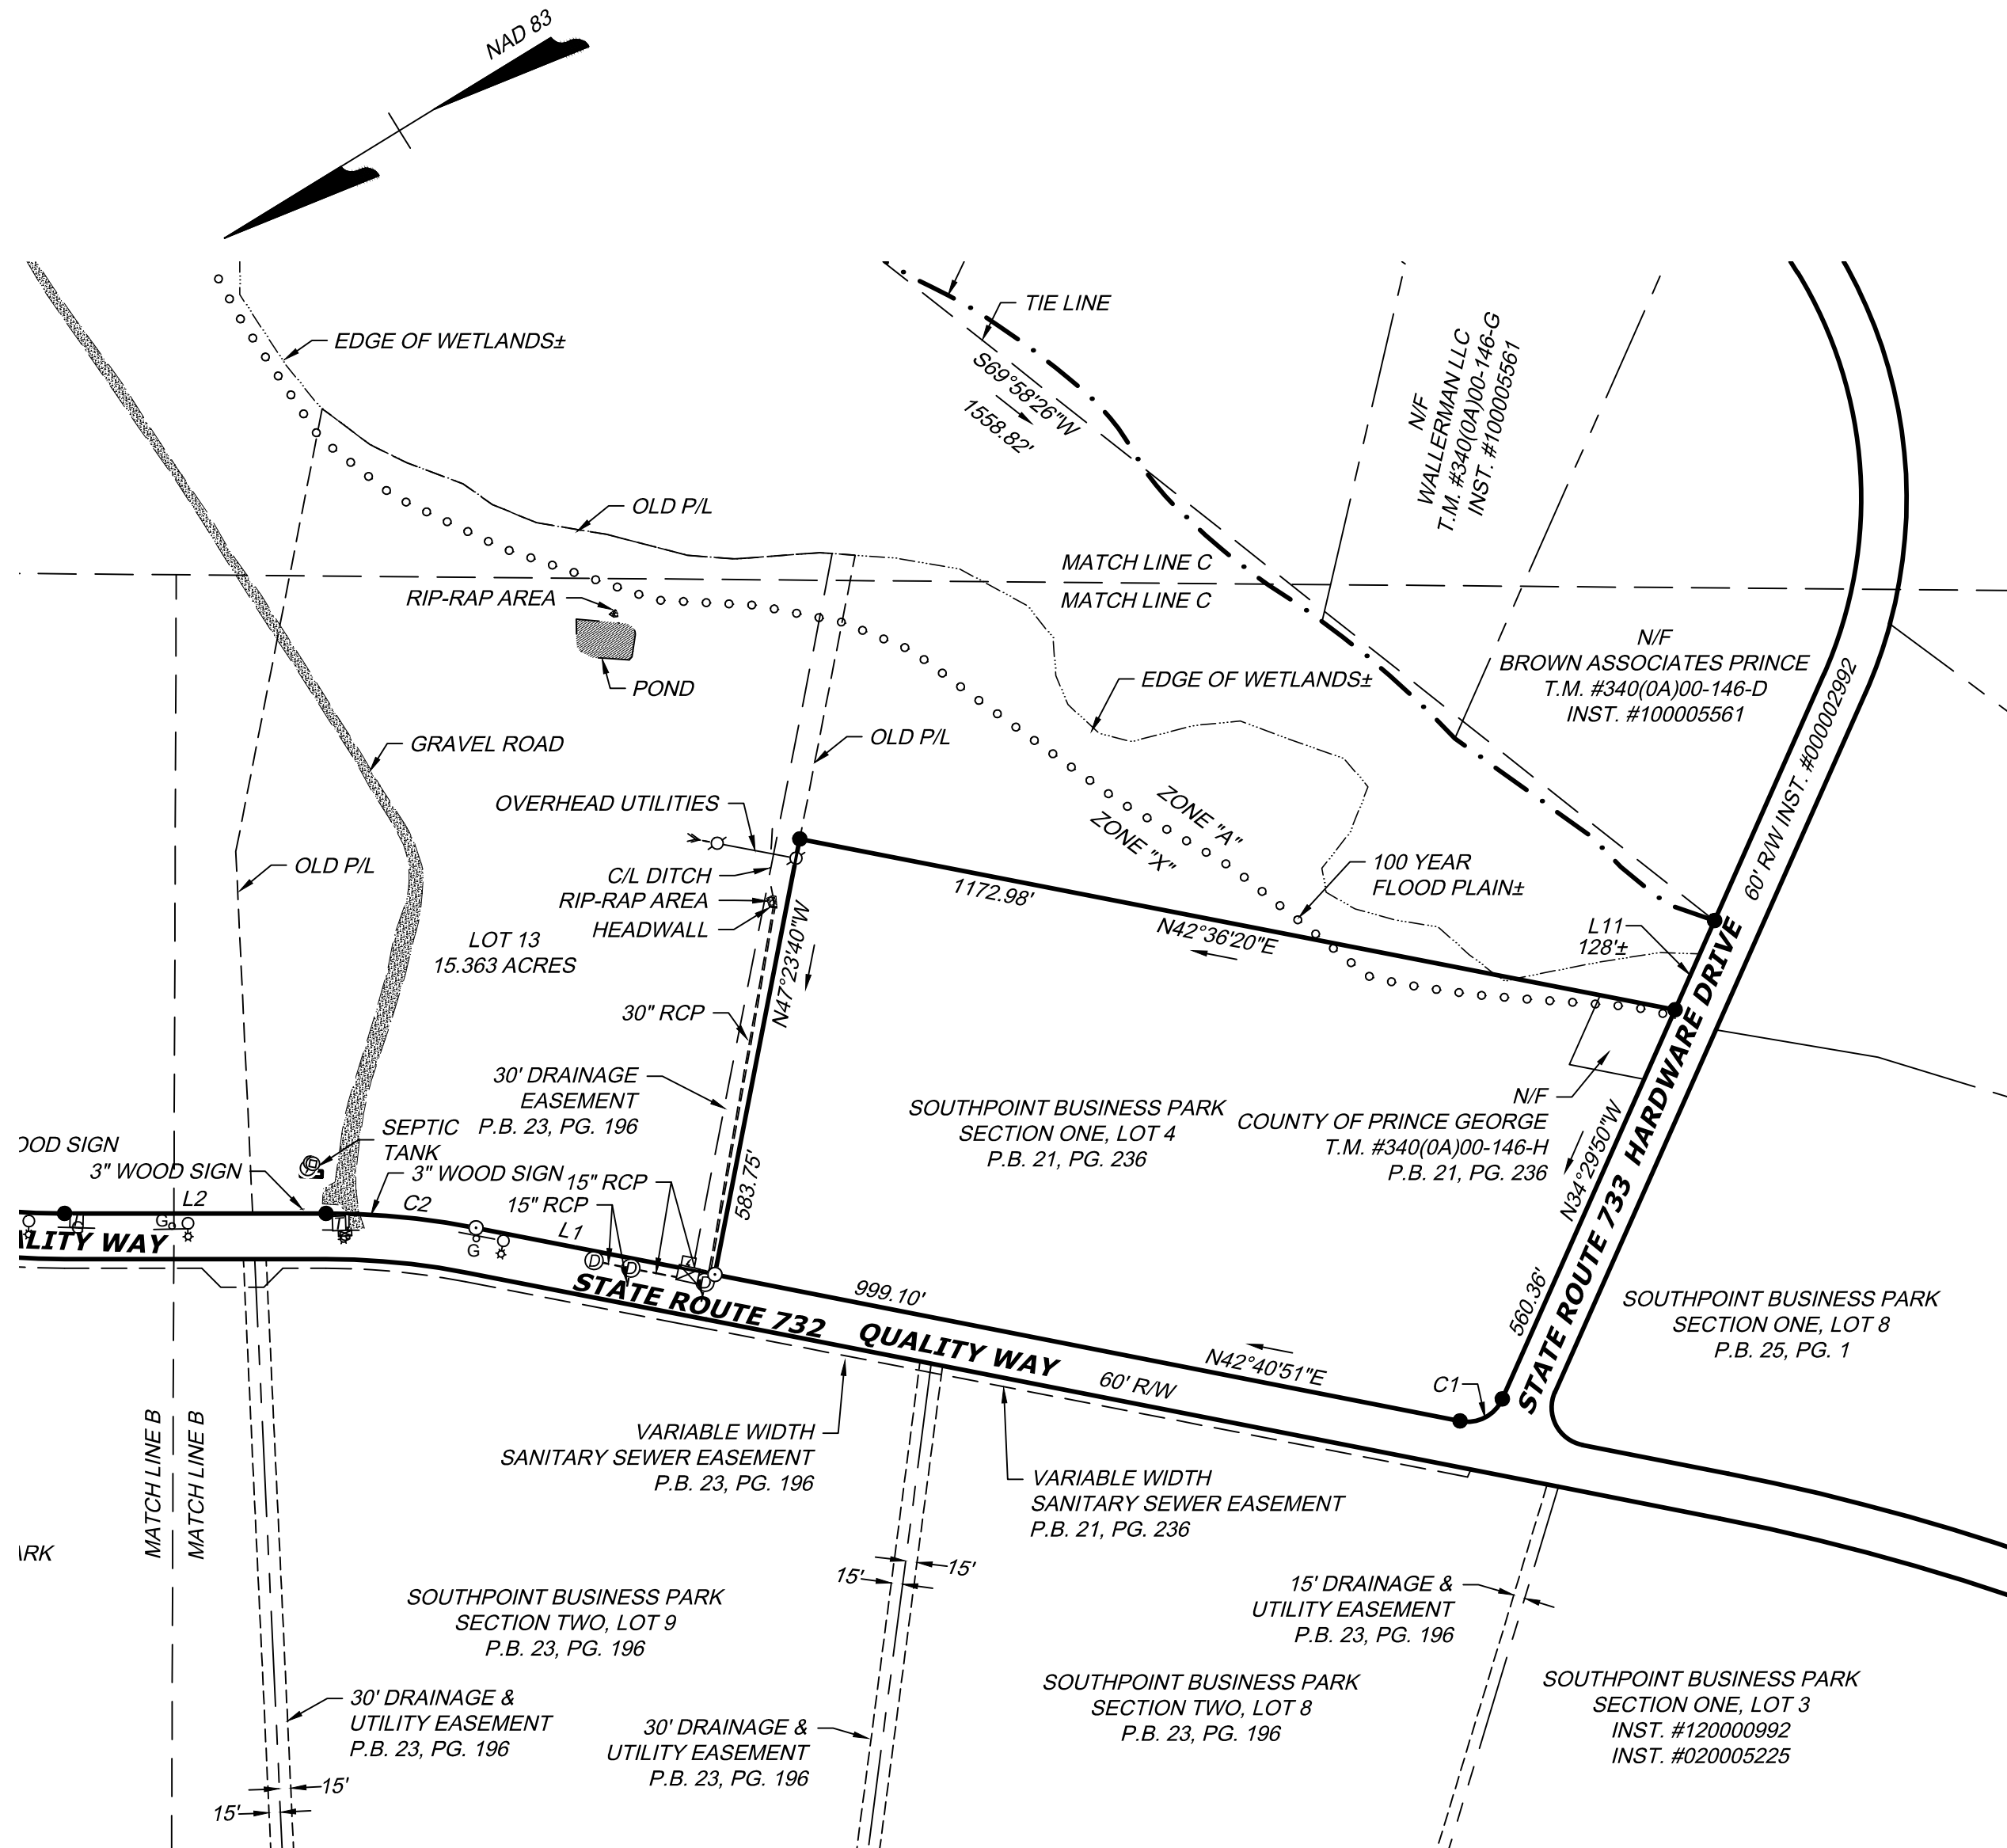 NAD 83
EDGE OF WETLANDS±
TIE LINE
S69°58'26"W
1558.82'
N/F
WALLERMAN LLC
T.M. #340(0A)00-146-G
INST. #100005561
OLD P/L
MATCH LINE C
MATCH LINE C
RIP-RAP AREA
POND
N/F
BROWN ASSOCIATES PRINCE
T.M. #340(0A)00-146-D
INST. #100005561
60' R/W INST. #000002992
EDGE OF WETLANDS±
OLD P/L
GRAVEL ROAD
OVERHEAD UTILITIES
ZONE "A"
ZONE "X"
OLD P/L
100 YEAR
FLOOD PLAIN±
C/L DITCH
RIP-RAP AREA
HEADWALL
1172.98'
N42°36'20"E
L11
128'±
LOT 13
15.363 ACRES
N47°23'40"W
583.75'
30" RCP
30' DRAINAGE
EASEMENT
P.B. 23, PG. 196
SOUTHPOINT BUSINESS PARK
SECTION ONE, LOT 4
P.B. 21, PG. 236
N/F
COUNTY OF PRINCE GEORGE
T.M. #340(0A)00-146-H
P.B. 21, PG. 236
N34°29'50"W
560.36'
STATE ROUTE 733 HARDWARE DRIVE
OOD SIGN
3" WOOD SIGN
SEPTIC
TANK
3" WOOD SIGN
15" RCP
15" RCP
L2
C2
L1
G
G
T
D
D
D
ALITY WAY
STATE ROUTE 732 QUALITY WAY
999.10'
N42°40'51"E
60' R/W
C1
SOUTHPOINT BUSINESS PARK
SECTION ONE, LOT 8
P.B. 25, PG. 1
MATCH LINE B
MATCH LINE B
VARIABLE WIDTH
SANITARY SEWER EASEMENT
P.B. 23, PG. 196
VARIABLE WIDTH
SANITARY SEWER EASEMENT
P.B. 21, PG. 236
ARK
15'
15'
SOUTHPOINT BUSINESS PARK
SECTION TWO, LOT 9
P.B. 23, PG. 196
15' DRAINAGE &
UTILITY EASEMENT
P.B. 23, PG. 196
30' DRAINAGE &
UTILITY EASEMENT
P.B. 23, PG. 196
30' DRAINAGE &
UTILITY EASEMENT
P.B. 23, PG. 196
SOUTHPOINT BUSINESS PARK
SECTION TWO, LOT 8
P.B. 23, PG. 196
SOUTHPOINT BUSINESS PARK
SECTION ONE, LOT 3
INST. #120000992
INST. #020005225
15'
15'